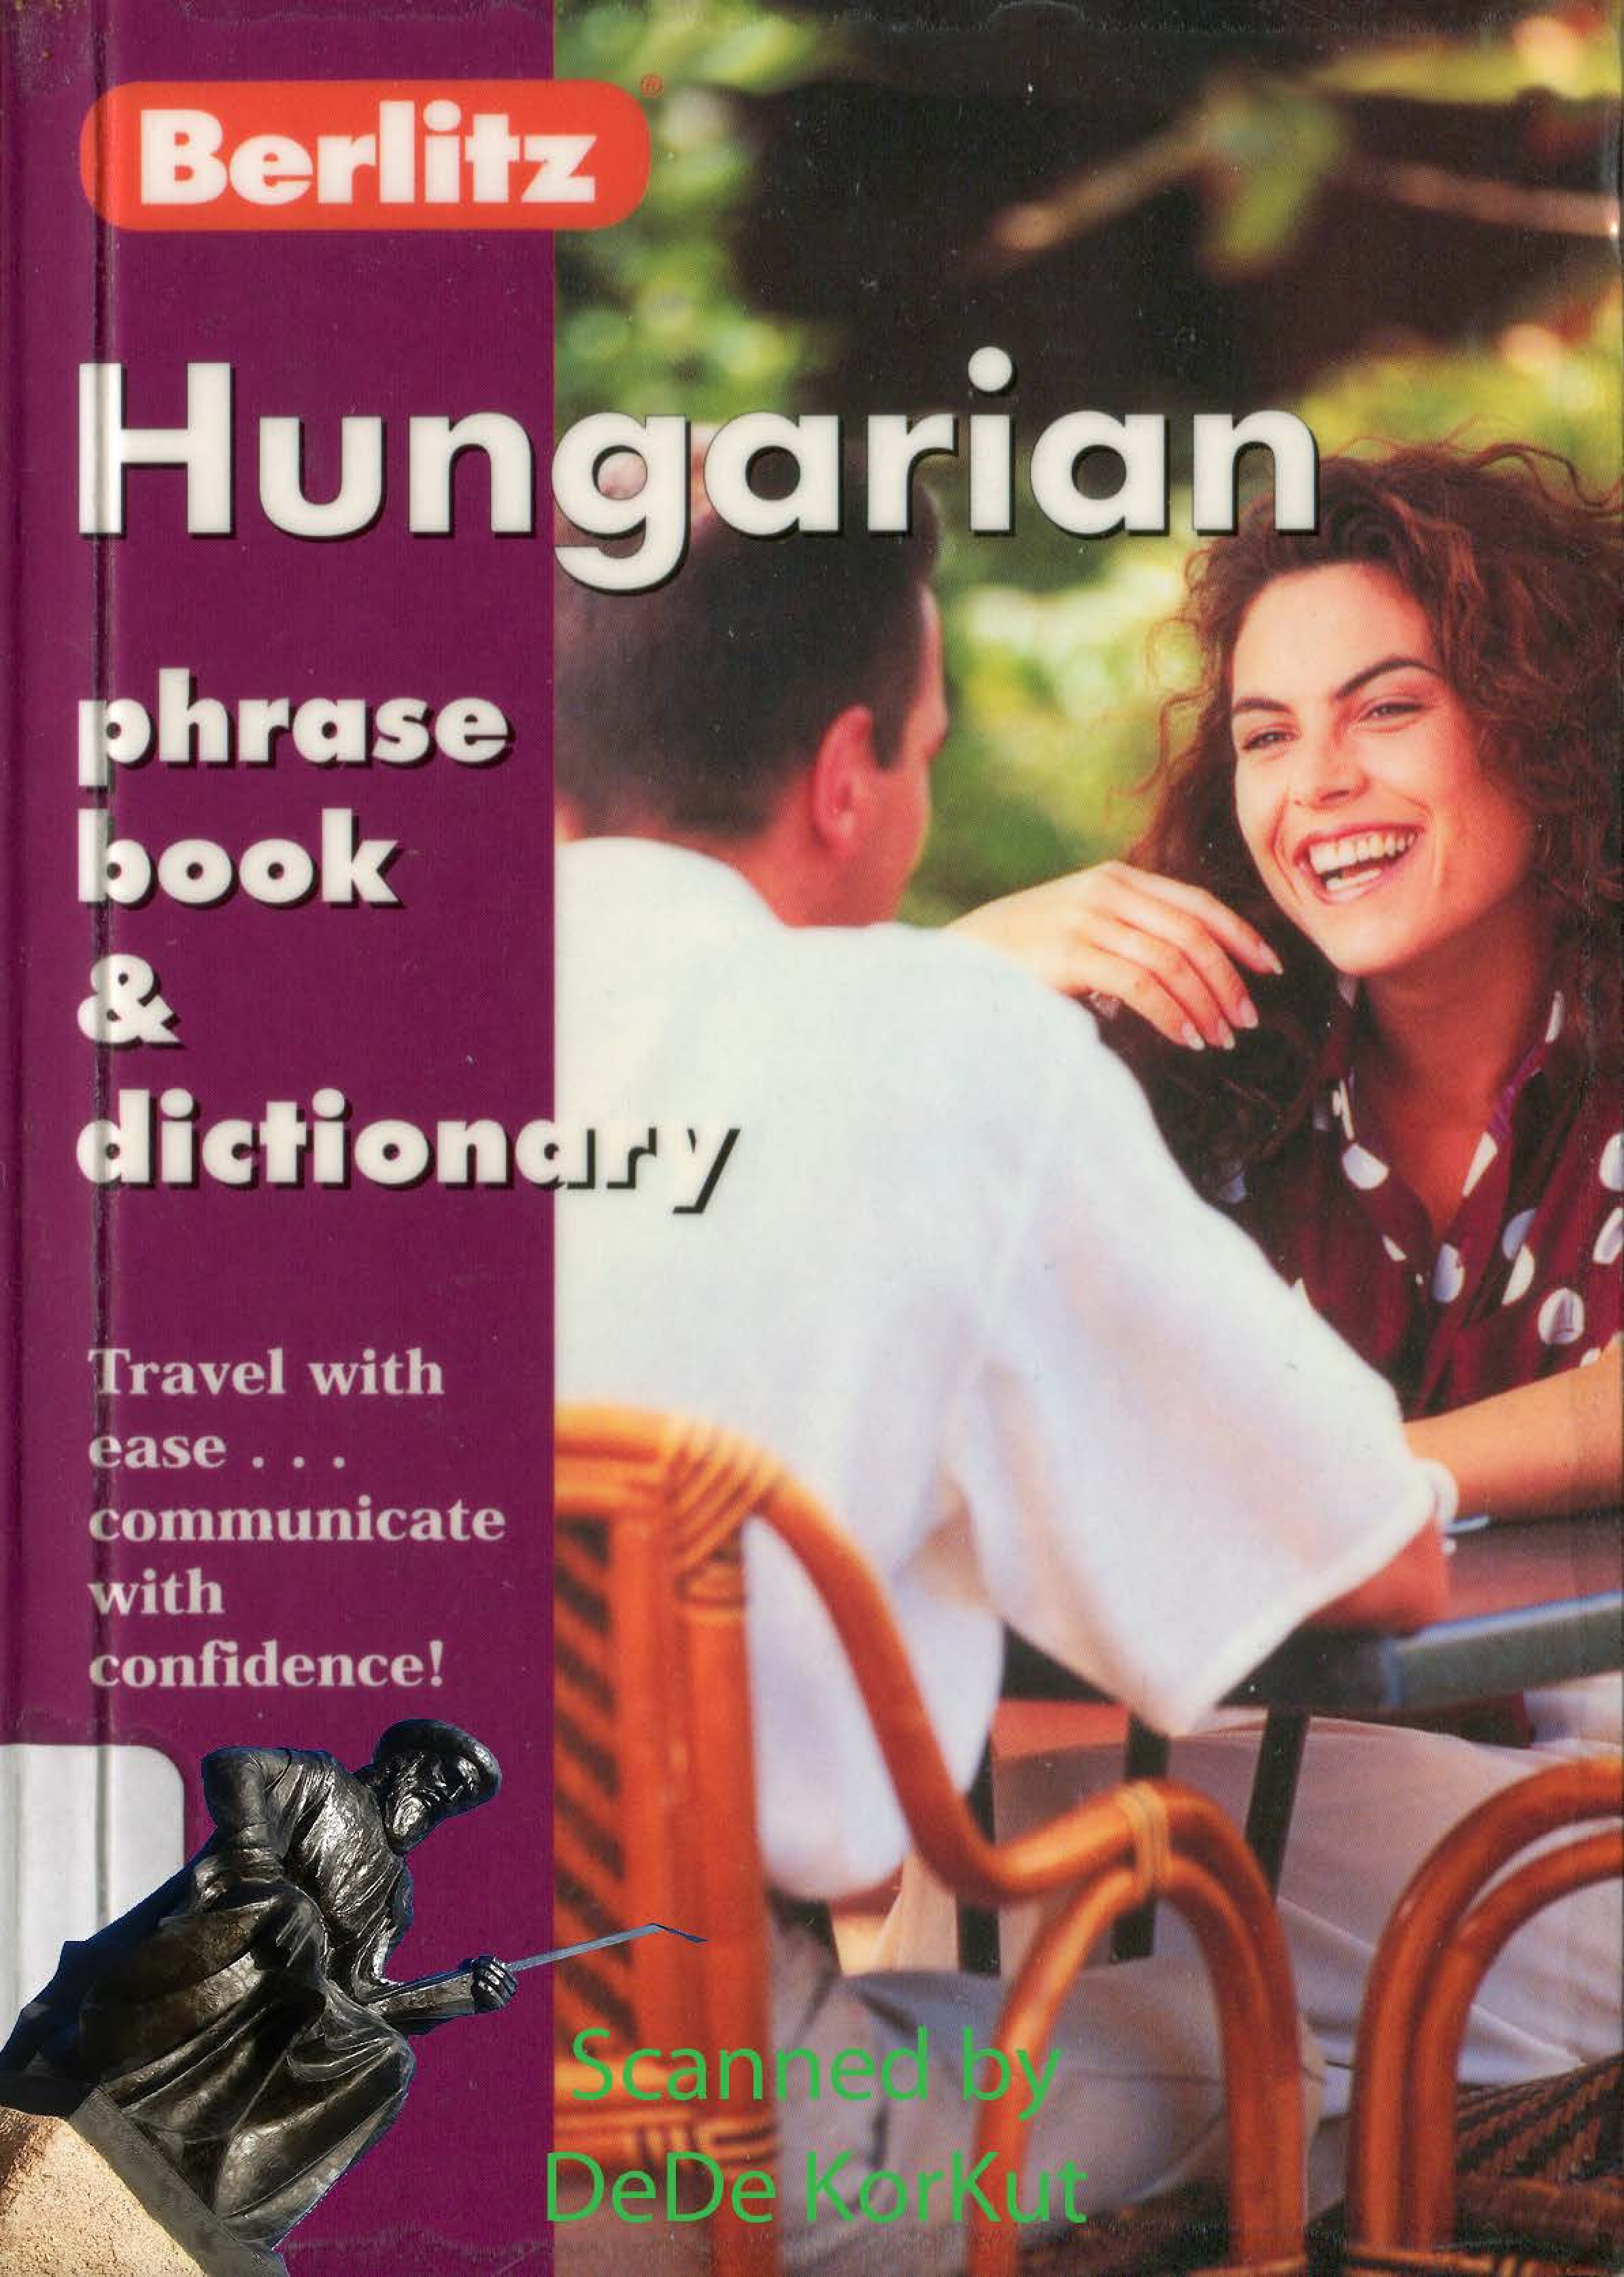 Berlitz®
Hungarian
phrase
book
&
dictionary
Travel with
ease . . .
communicate
with
confidence!
Scanned by
DeDe KorKut